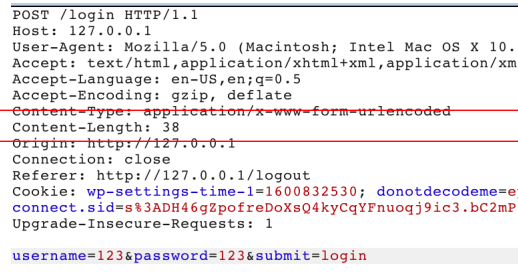 POST /login HTTP/1.1
Host: 127.0.0.1
User-Agent: Mozilla/5.0 (Macintosh; Intel Mac OS X 10.
Accept: text/html,application/xhtml+xml,application/xm
Accept-Language: en-US,en;q=0.5
Accept-Encoding: gzip, deflate
Content-Type: application/x-www-form-urlencoded
Content-Length: 38
Origin: http://127.0.0.1
Connection: close
Referer: http://127.0.0.1/logout
Cookie: wp-settings-time-1=1600832530; donotdecodeme=e
connect.sid=s%3ADH46gZpofreDoXsQ4kyCqYFnuoqj9ic3.bC2mP
Upgrade-Insecure-Requests: 1
username=123&password=123&submit=login